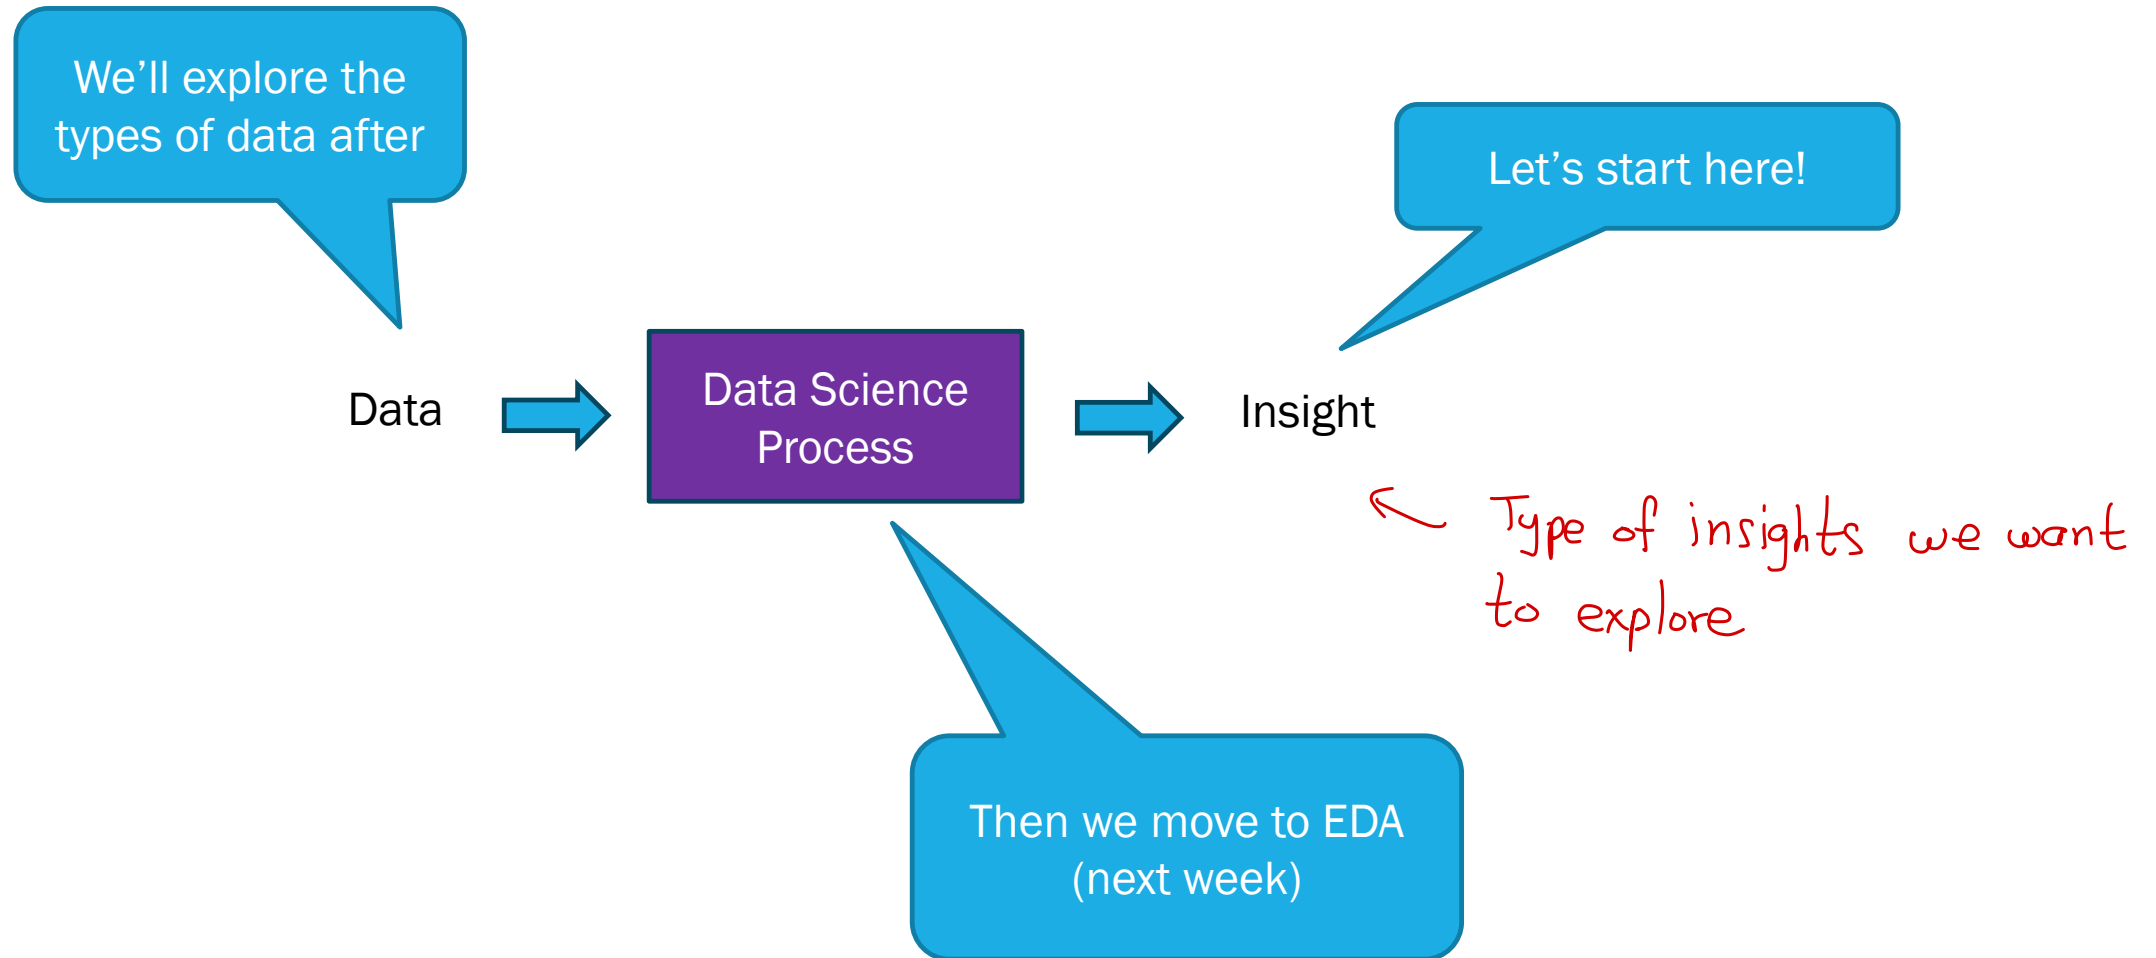 We’ll explore the
types of data after
Let’s start here!
Data
Data Science
Process
Insight
Type of insights we want
to explore
Then we move to EDA
(next week)